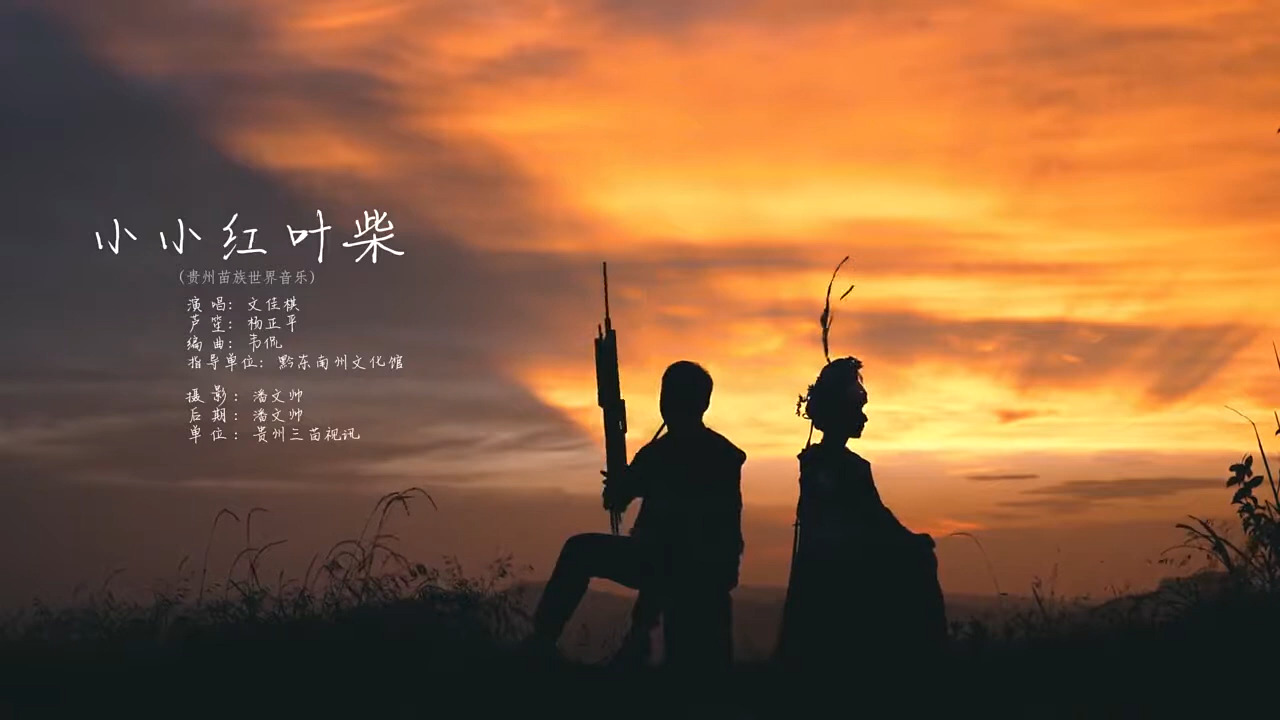 小小红叶柴
(贵州苗族世界音乐)
演唱: 文佳棋
芦笙: 杨正平
编曲: 韦侃
指导单位: 黔东南州文化馆
摄影: 潘文帅
后期: 潘文帅
单位: 贵州三苗视讯